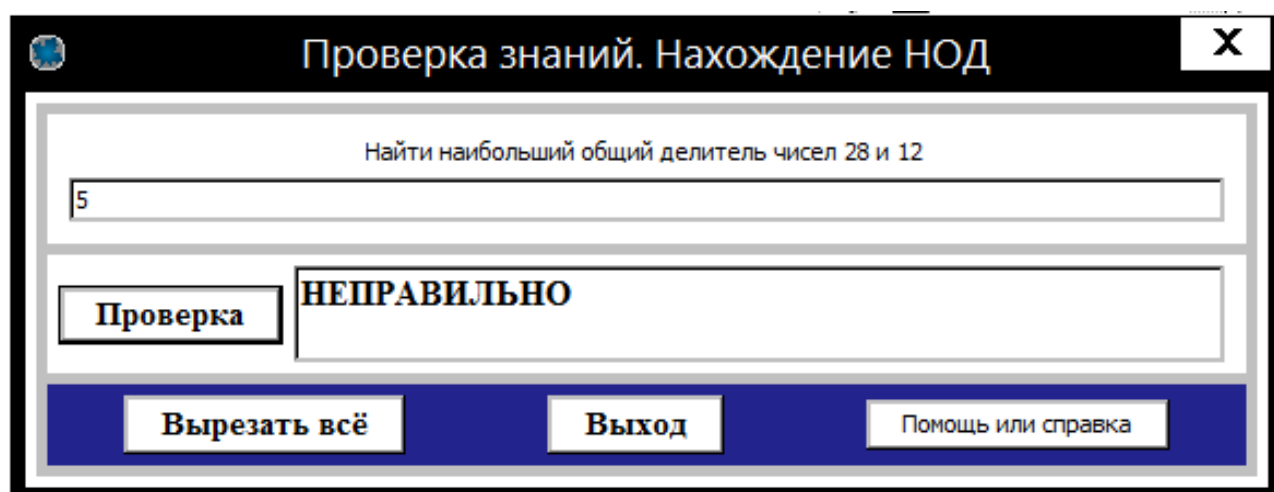 Проверка знаний. Нахождение НОД
X
Найти наибольший общий делитель чисел 28 и 12
5
Проверка
НЕПРАВИЛЬНО
Вырезать всё
Выход
Помощь или справка